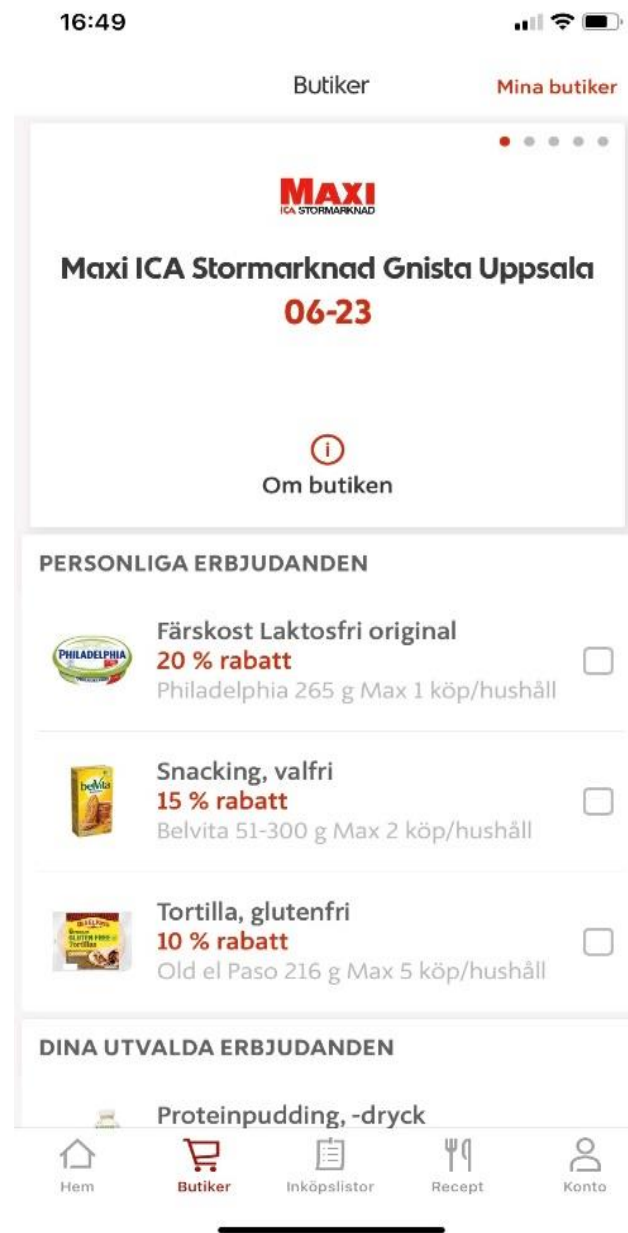 16:49
Butiker
Mina butiker
MAXI
ICA STORMARKNAD
Maxi ICA Stormarknad Gnista Uppsala
06-23
Om butiken
PERSONLIGA ERBJUDANDEN
PHILADELPHIA
Färskost Laktosfri original
20 % rabatt
Philadelphia 265 g Max 1 köp/hushåll
belVita
Snacking, valfri
15 % rabatt
Belvita 51-300 g Max 2 köp/hushåll
OLD EL PASO
GLUTEN FREE
Tortillas
Tortilla, glutenfri
10 % rabatt
Old el Paso 216 g Max 5 köp/hushåll
DINA UTVALDA ERBJUDANDEN
Proteinpudding, -dryck
Hem
Butiker
Inköpslistor
Recept
Konto